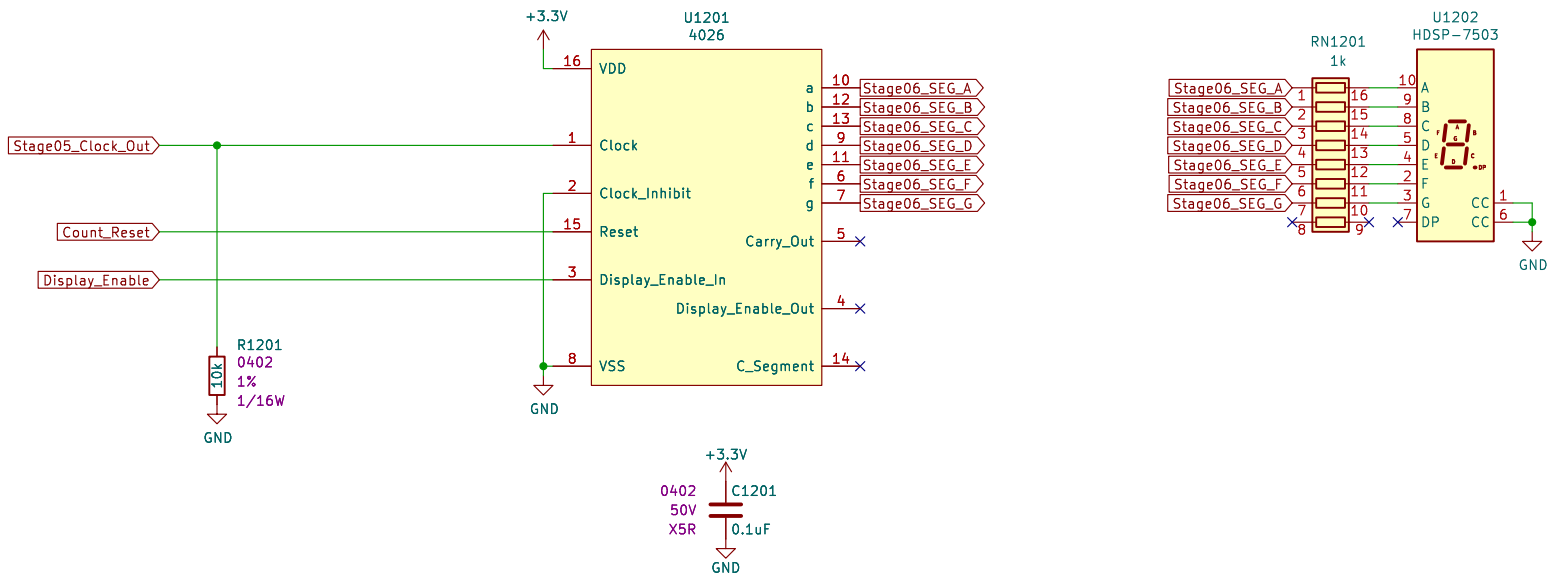 +3.3V
U1201
4026
16 VDD
Stage05_Clock_Out
1 Clock
2 Clock_Inhibit
Count_Reset
15 Reset
Display_Enable
3 Display_Enable_In
8 VSS
GND
R1201
10k
0402
1%
1/16W
GND
a 10 Stage06_SEG_A
b 12 Stage06_SEG_B
c 13 Stage06_SEG_C
d 9 Stage06_SEG_D
e 11 Stage06_SEG_E
f 6 Stage06_SEG_F
g 7 Stage06_SEG_G
Carry_Out 5
Display_Enable_Out 4
C_Segment 14
+3.3V
0402 C1201
50V
X5R 0.1uF
GND
RN1201
1k
U1202
HDSP-7503
Stage06_SEG_A 1 16 10 A
Stage06_SEG_B 2 15 9 B
Stage06_SEG_C 3 14 8 C
Stage06_SEG_D 4 13 5 D
Stage06_SEG_E 5 12 4 E
Stage06_SEG_F 6 11 2 F
Stage06_SEG_G 7 10 3 G
8 9 7 DP
A
F B
G
E C
D DP
CC 1
CC 6
GND